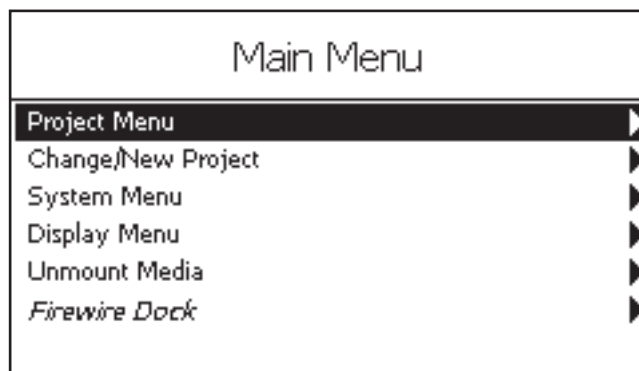 Main Menu
Project Menu
Change/New Project
System Menu
Display Menu
Unmount Media
Firewire Dock